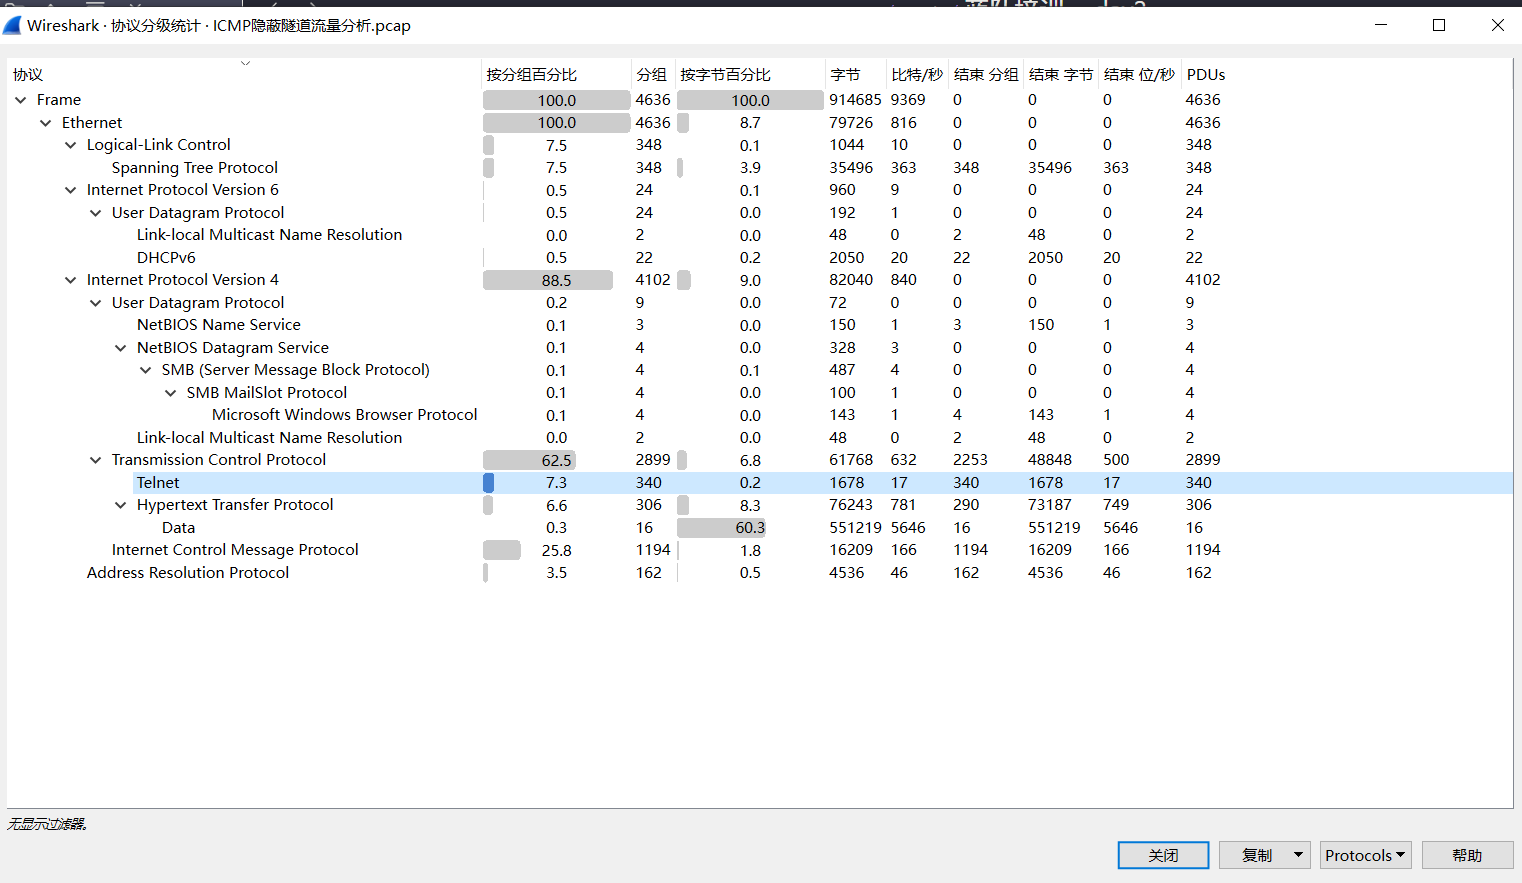 Wireshark · 协议分级统计 · ICMP隐蔽隧道流量分析.pcap
协议 按分组百分比 分组 按字节百分比 字节 比特/秒 结束 分组 结束 字节 结束 位/秒 PDUs
Frame 100.0 4636 100.0 914685 9369 0 0 0 4636
Ethernet 100.0 4636 8.7 79726 816 0 0 0 4636
Logical-Link Control 7.5 348 0.1 1044 10 0 0 0 348
Spanning Tree Protocol 7.5 348 3.9 35496 363 348 35496 363 348
Internet Protocol Version 6 0.5 24 0.1 960 9 0 0 0 24
User Datagram Protocol 0.5 24 0.0 192 1 0 0 0 24
Link-local Multicast Name Resolution 0.0 2 0.0 48 0 2 48 0 2
DHCPv6 0.5 22 0.2 2050 20 22 2050 20 22
Internet Protocol Version 4 88.5 4102 9.0 82040 840 0 0 0 4102
User Datagram Protocol 0.2 9 0.0 72 0 0 0 0 9
NetBIOS Name Service 0.1 3 0.0 150 1 3 150 1 3
NetBIOS Datagram Service 0.1 4 0.0 328 3 0 0 0 4
SMB (Server Message Block Protocol) 0.1 4 0.1 487 4 0 0 0 4
SMB MailSlot Protocol 0.1 4 0.0 100 1 0 0 0 4
Microsoft Windows Browser Protocol 0.1 4 0.0 143 1 4 143 1 4
Link-local Multicast Name Resolution 0.0 2 0.0 48 0 2 48 0 2
Transmission Control Protocol 62.5 2899 6.8 61768 632 2253 48848 500 2899
Telnet 7.3 340 0.2 1678 17 340 1678 17 340
Hypertext Transfer Protocol 6.6 306 8.3 76243 781 290 73187 749 306
Data 0.3 16 60.3 551219 5646 16 551219 5646 16
Internet Control Message Protocol 25.8 1194 1.8 16209 166 1194 16209 166 1194
Address Resolution Protocol 3.5 162 0.5 4536 46 162 4536 46 162
无显示过滤器。
关闭 复制 Protocols 帮助